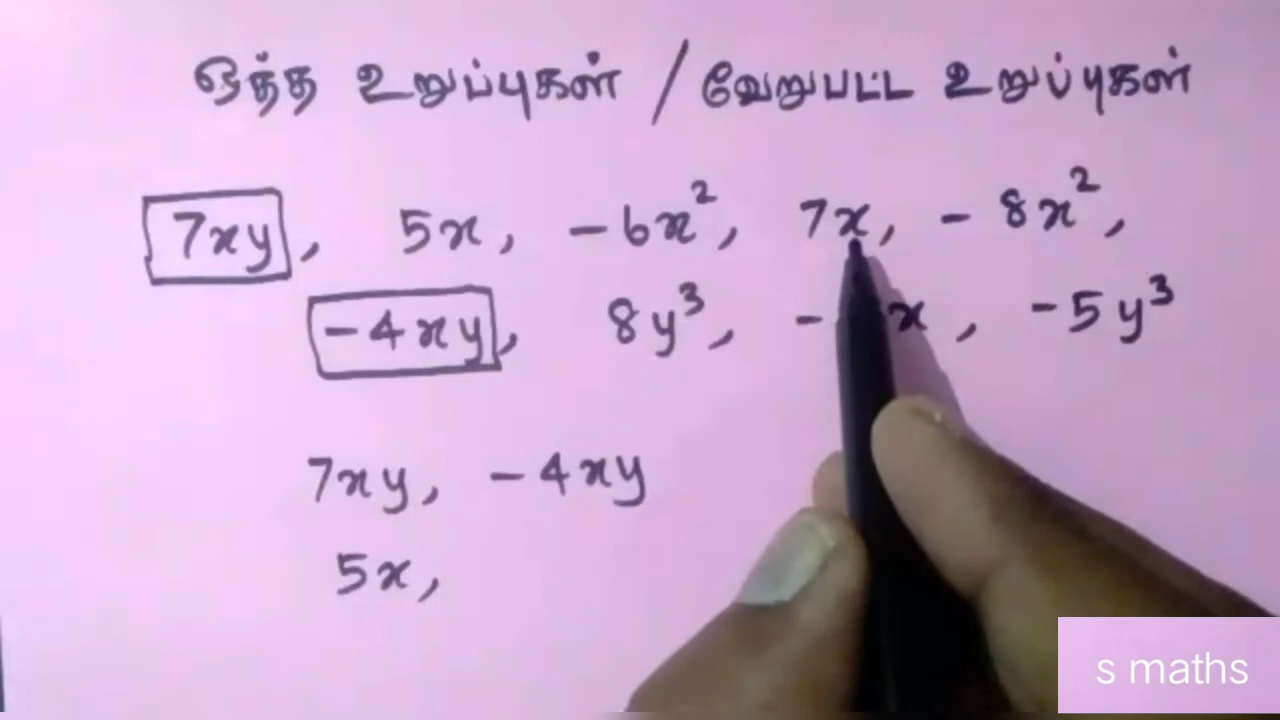 ஒத்த உறுப்புகள் / வேறுபட்ட உறுப்புகள்
7xy, 5x, -6x², 7x, -8x²,
-4xy, 8y³, - x, -5y³
7xy, -4xy
5x,
s maths